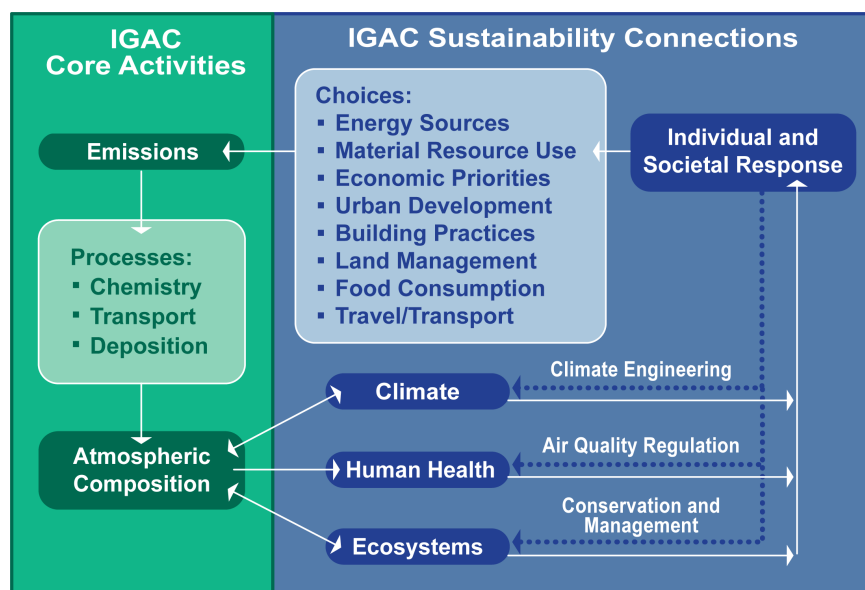 IGAC
Core Activities
IGAC Sustainability Connections
Emissions
Processes:
▪ Chemistry
▪ Transport
▪ Deposition
Atmospheric
Composition
Choices:
▪ Energy Sources
▪ Material Resource Use
▪ Economic Priorities
▪ Urban Development
▪ Building Practices
▪ Land Management
▪ Food Consumption
▪ Travel/Transport
Individual and
Societal Response
Climate Engineering
Climate
Air Quality Regulation
Human Health
Conservation and
Management
Ecosystems